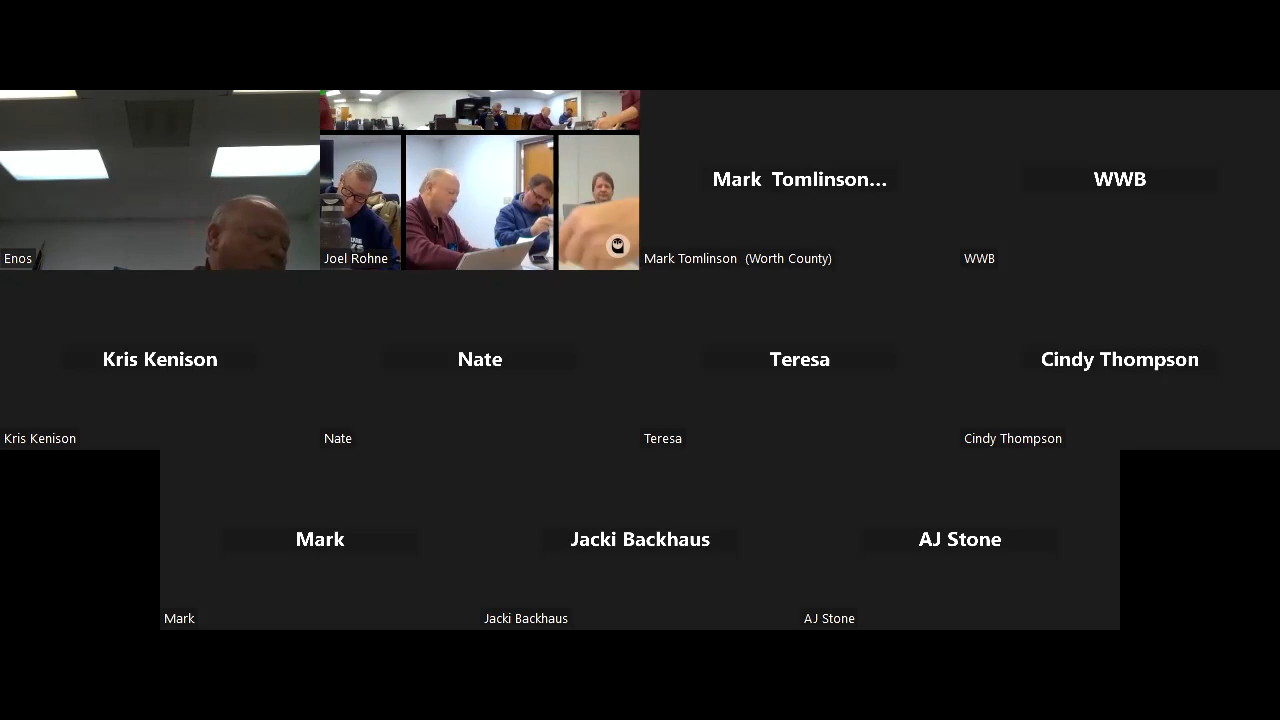 Enos
Joel Rohne
Mark Tomlinson...
Mark Tomlinson (Worth County)
WWB
WWB
Kris Kenison
Kris Kenison
Nate
Nate
Teresa
Teresa
Cindy Thompson
Cindy Thompson
Mark
Mark
Jacki Backhaus
Jacki Backhaus
AJ Stone
AJ Stone